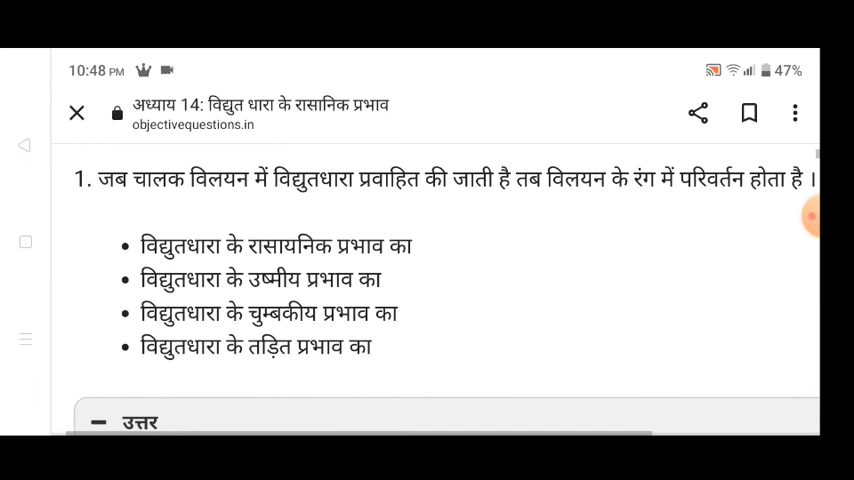 10:48 PM 47%
अध्याय 14: विद्युत धारा के रासानिक प्रभाव
objectivequestions.in
1. जब चालक विलयन में विद्युतधारा प्रवाहित की जाती है तब विलयन के रंग में परिवर्तन होता है ।
• विद्युतधारा के रासायनिक प्रभाव का
• विद्युतधारा के उष्मीय प्रभाव का
• विद्युतधारा के चुम्बकीय प्रभाव का
• विद्युतधारा के तड़ित प्रभाव का
उत्तर